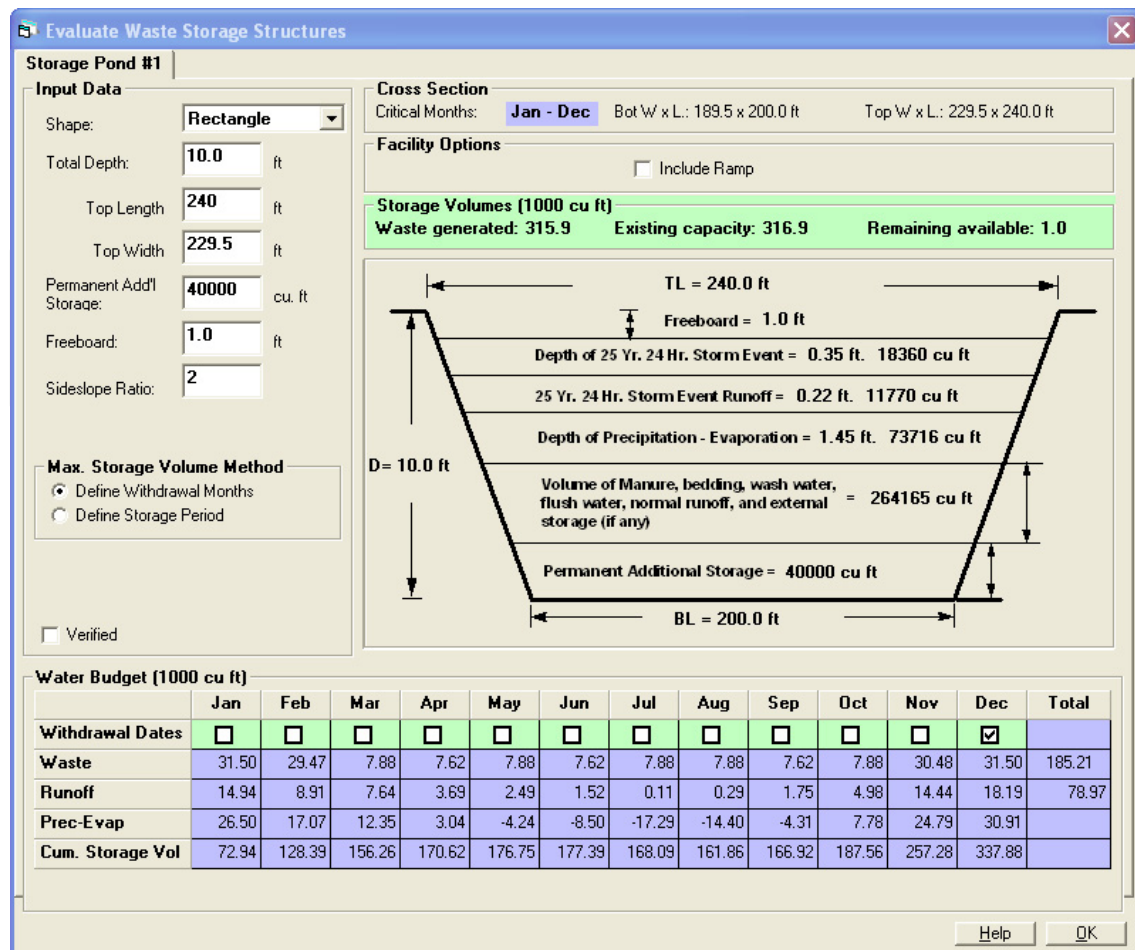 Evaluate Waste Storage Structures
Storage Pond #1
Input Data
Shape: Rectangle
Total Depth: 10.0 ft
Top Length 240 ft
Top Width 229.5 ft
Permanent Add'l
Storage: 40000 cu. ft
Freeboard: 1.0 ft
Sideslope Ratio: 2
Max. Storage Volume Method
Define Withdrawal Months
Define Storage Period
Verified
Cross Section
Critical Months: Jan - Dec Bot W x L.: 189.5 x 200.0 ft Top W x L.: 229.5 x 240.0 ft
Facility Options
Include Ramp
Storage Volumes (1000 cu ft)
Waste generated: 315.9 Existing capacity: 316.9 Remaining available: 1.0
TL = 240.0 ft
Freeboard = 1.0 ft
Depth of 25 Yr. 24 Hr. Storm Event = 0.35 ft. 18360 cu ft
25 Yr. 24 Hr. Storm Event Runoff = 0.22 ft. 11770 cu ft
Depth of Precipitation - Evaporation = 1.45 ft. 73716 cu ft
D= 10.0 ft
Volume of Manure, bedding, wash water,
flush water, normal runoff, and external = 264165 cu ft
storage (if any)
Permanent Additional Storage = 40000 cu ft
BL = 200.0 ft
Water Budget (1000 cu ft)
Jan Feb Mar Apr May Jun Jul Aug Sep Oct Nov Dec Total
Withdrawal Dates
Waste 31.50 29.47 7.88 7.62 7.88 7.62 7.88 7.88 7.62 7.88 30.48 31.50 185.21
Runoff 14.94 8.91 7.64 3.69 2.49 1.52 0.11 0.29 1.75 4.98 14.44 18.19 78.97
Prec-Evap 26.50 17.07 12.35 3.04 -4.24 -8.50 -17.29 -14.40 -4.31 7.78 24.79 30.91
Cum. Storage Vol 72.94 128.39 156.26 170.62 176.75 177.39 168.09 161.86 166.92 187.56 257.28 337.88
Help OK